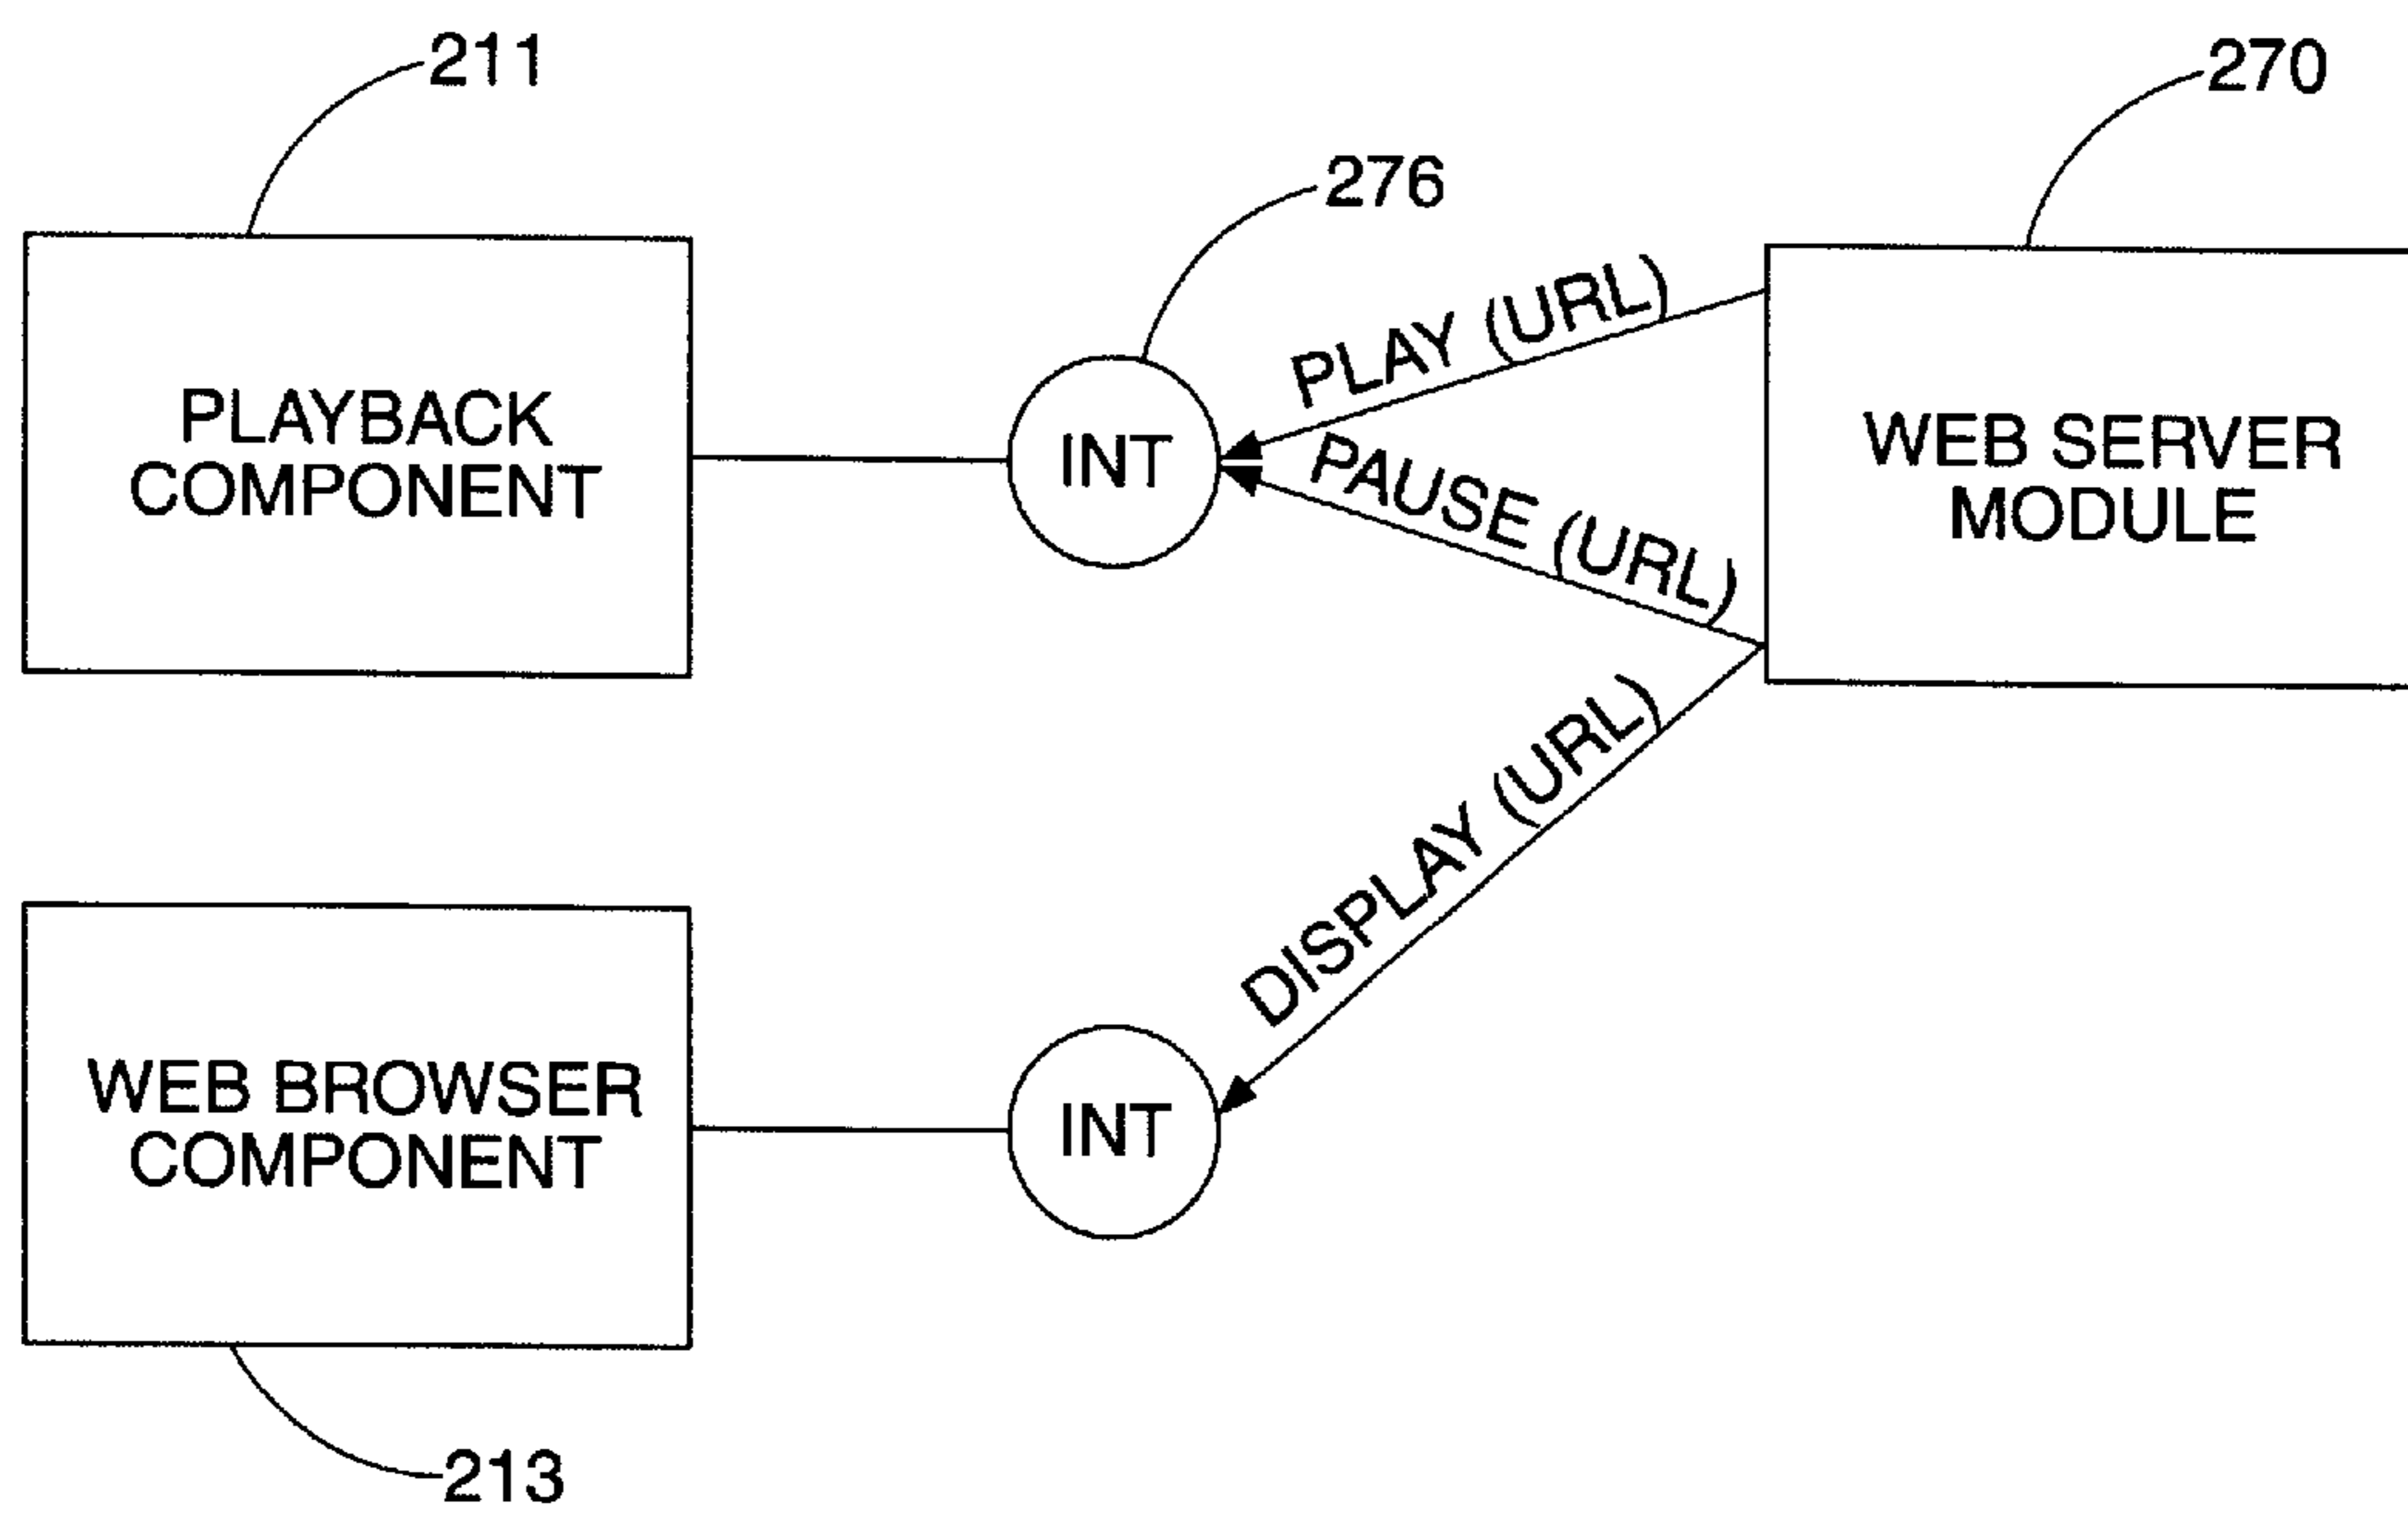 211
270
276
PLAY (URL)
PLAYBACK
COMPONENT
INT
PAUSE (URL)
WEB SERVER
MODULE
DISPLAY (URL)
WEB BROWSER
COMPONENT
INT
213